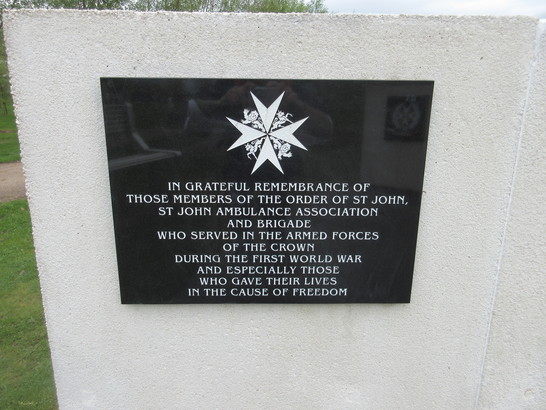 IN GRATEFUL REMEMBRANCE OF
THOSE MEMBERS OF THE ORDER OF ST JOHN,
ST JOHN AMBULANCE ASSOCIATION
AND BRIGADE
WHO SERVED IN THE ARMED FORCES
OF THE CROWN
DURING THE FIRST WORLD WAR
AND ESPECIALLY THOSE
WHO GAVE THEIR LIVES
IN THE CAUSE OF FREEDOM